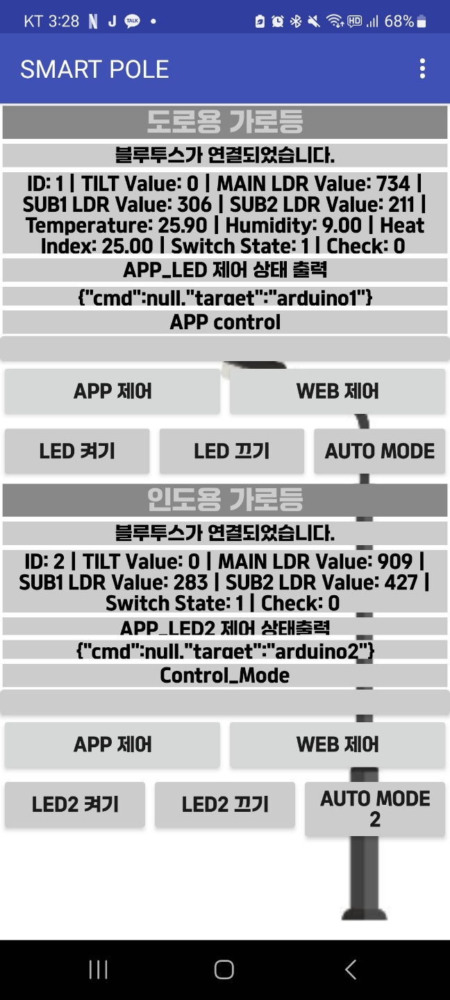 KT 3:28 N J TALK HD 68%
SMART POLE
도로용 가로등
블루투스가 연결되었습니다.
ID: 1 | TILT Value: 0 | MAIN LDR Value: 734 |
SUB1 LDR Value: 306 | SUB2 LDR Value: 211 |
Temperature: 25.90 | Humidity: 9.00 | Heat
Index: 25.00 | Switch State: 1 | Check: 0
APP_LED 제어 상태 출력
{"cmd":null."target":"arduino1"}
APP control
APP 제어 WEB 제어
LED 켜기 LED 끄기 AUTO MODE
인도용 가로등
블루투스가 연결되었습니다.
ID: 2 | TILT Value: 0 | MAIN LDR Value: 909 |
SUB1 LDR Value: 283 | SUB2 LDR Value: 427 |
Switch State: 1 | Check: 0
APP_LED2 제어 상태출력
{"cmd":null."target":"arduino2"}
Control_Mode
APP 제어 WEB 제어
LED2 켜기 LED2 끄기 AUTO MODE
2